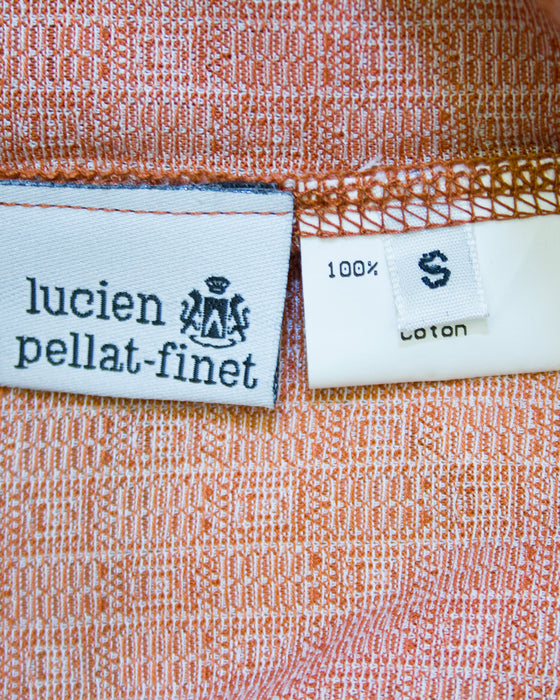 lucien
pellat-finet
100%
S
Coton